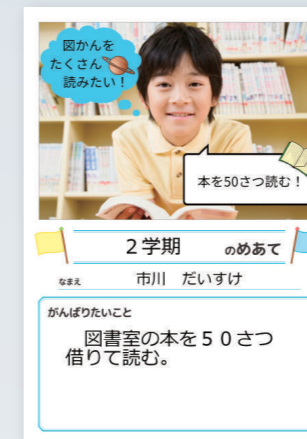 図かんを
たくさん
読みたい！
本を50さつ読む！
2学期 のめあて
なまえ 市川 だいすけ
がんばりたいこと
図書室の本を５０さつ
借りて読む。